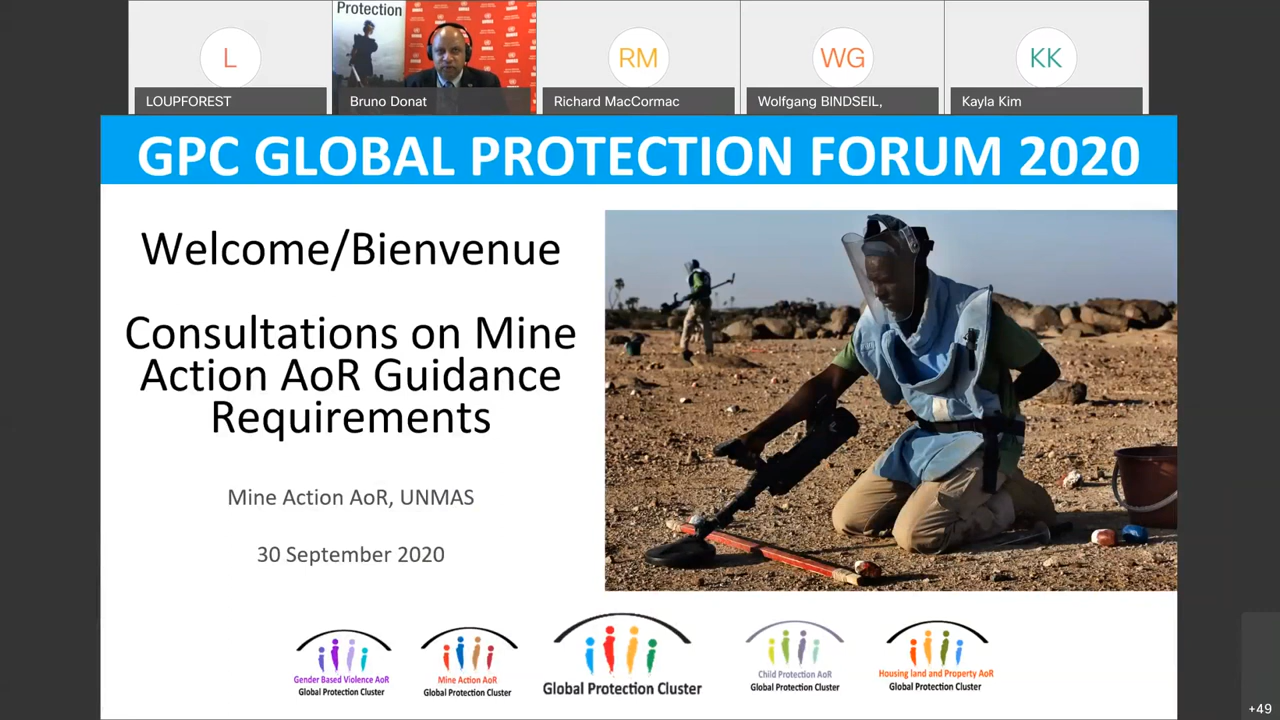 Protection
L
RM
WG
KK
LOUPFOREST
Bruno Donat
Richard MacCormac
Wolfgang BINDSEIL,
Kayla Kim
GPC GLOBAL PROTECTION FORUM 2020
Welcome/Bienvenue
Consultations on Mine
Action AoR Guidance
Requirements
Mine Action AoR, UNMAS
30 September 2020
Gender Based Violence AoR
Global Protection Cluster
Mine Action AoR
Global Protection Cluster
Global Protection Cluster
Child Protection AoR
Global Protection Cluster
Housing land and Property AoR
Global Protection Cluster
+49